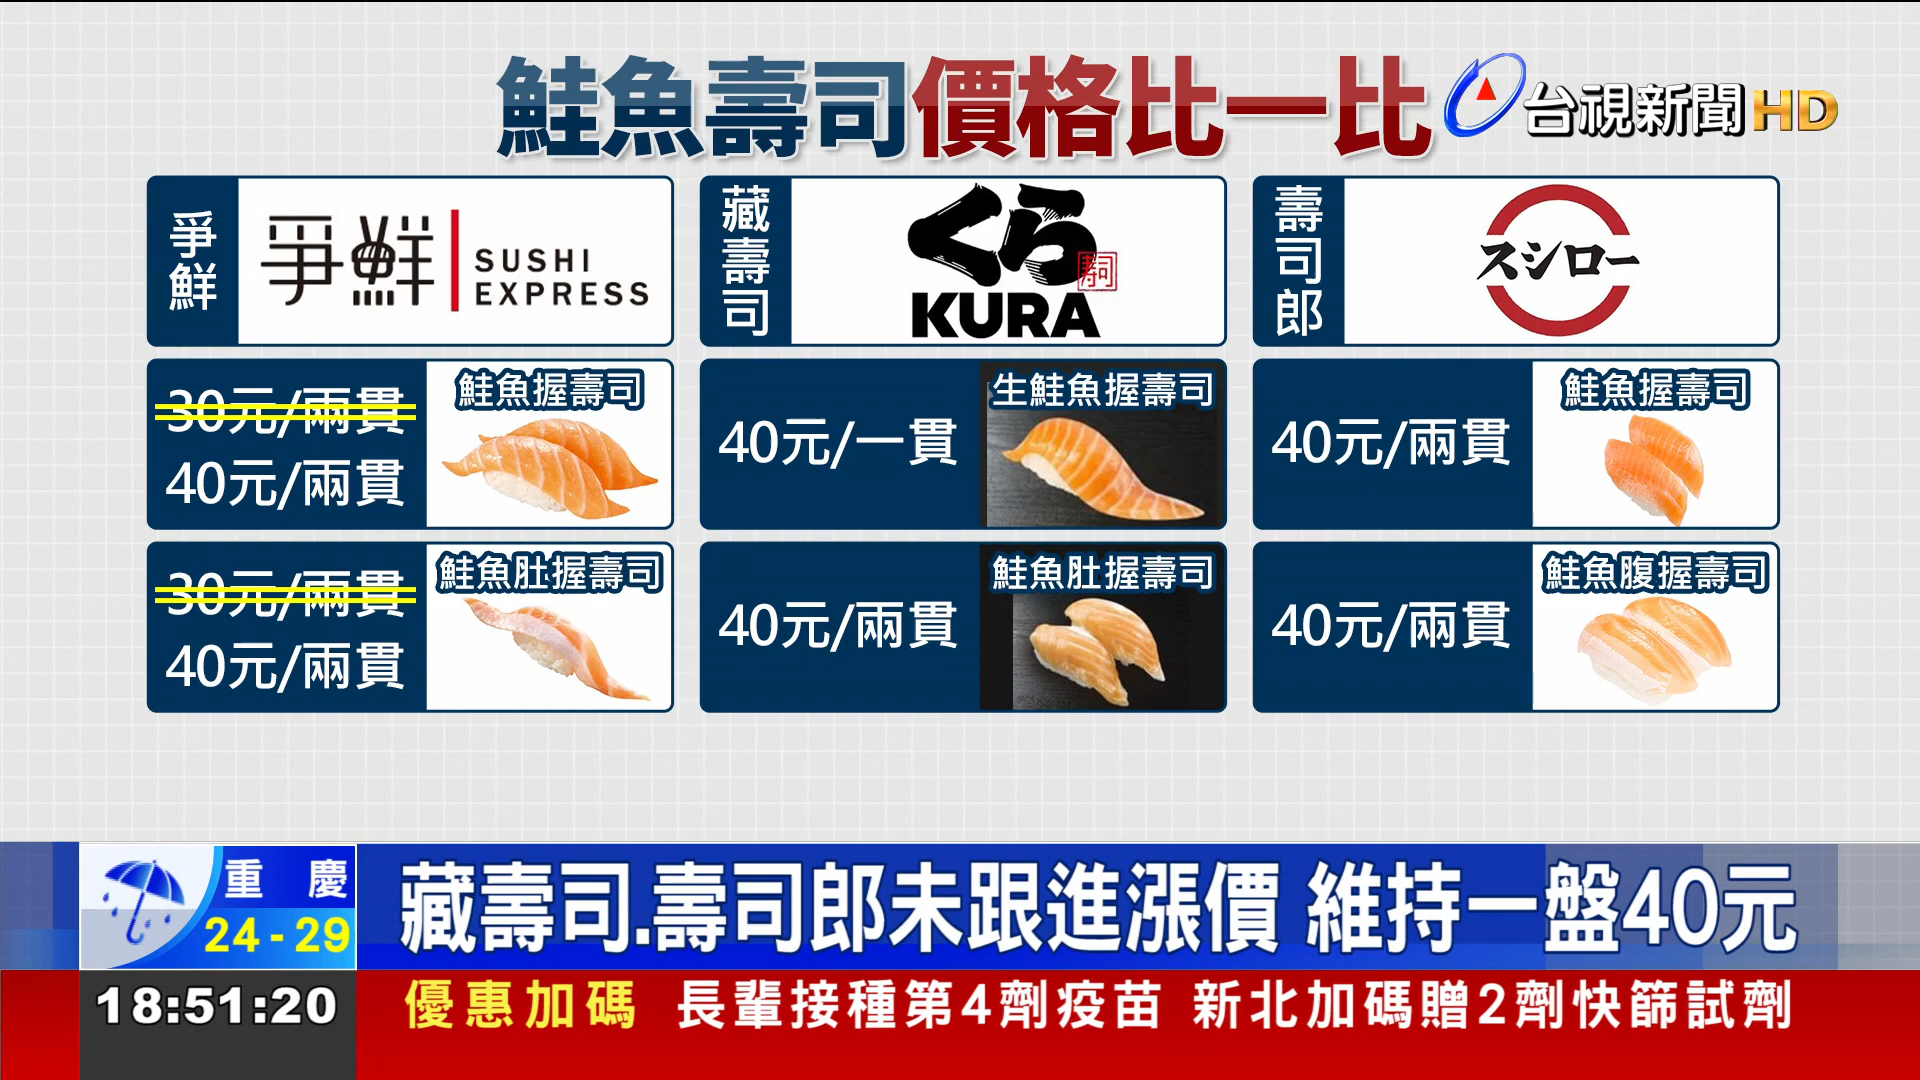 鮭魚壽司價格比一比
台視新聞HD
爭鮮
爭鮮 SUSHI EXPRESS
藏壽司
くら
壽司
KURA
壽司郎
スシロー
30元/兩貫
40元/兩貫
鮭魚握壽司
40元/一貫
生鮭魚握壽司
40元/兩貫
鮭魚握壽司
30元/兩貫
40元/兩貫
鮭魚肚握壽司
40元/兩貫
鮭魚肚握壽司
40元/兩貫
鮭魚腹握壽司
重慶
24-29
藏壽司.壽司郎未跟進漲價 維持一盤40元
18:51:20
優惠加碼 長輩接種第4劑疫苗 新北加碼贈2劑快篩試劑